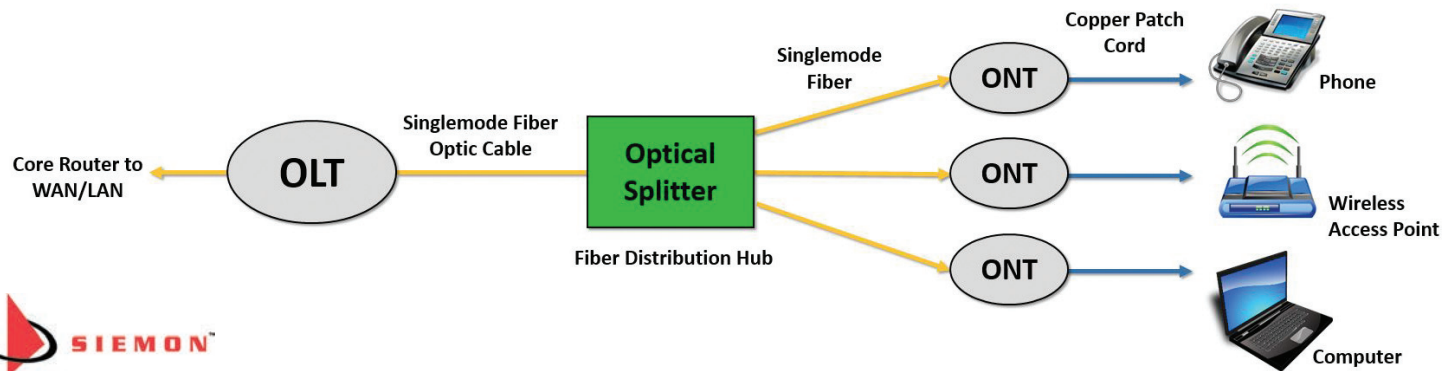 Core Router to
WAN/LAN
OLT
Singlemode Fiber
Optic Cable
Optical
Splitter
Fiber Distribution Hub
Singlemode
Fiber
ONT
ONT
ONT
Copper Patch
Cord
Phone
Wireless
Access Point
Computer
SIEMON™